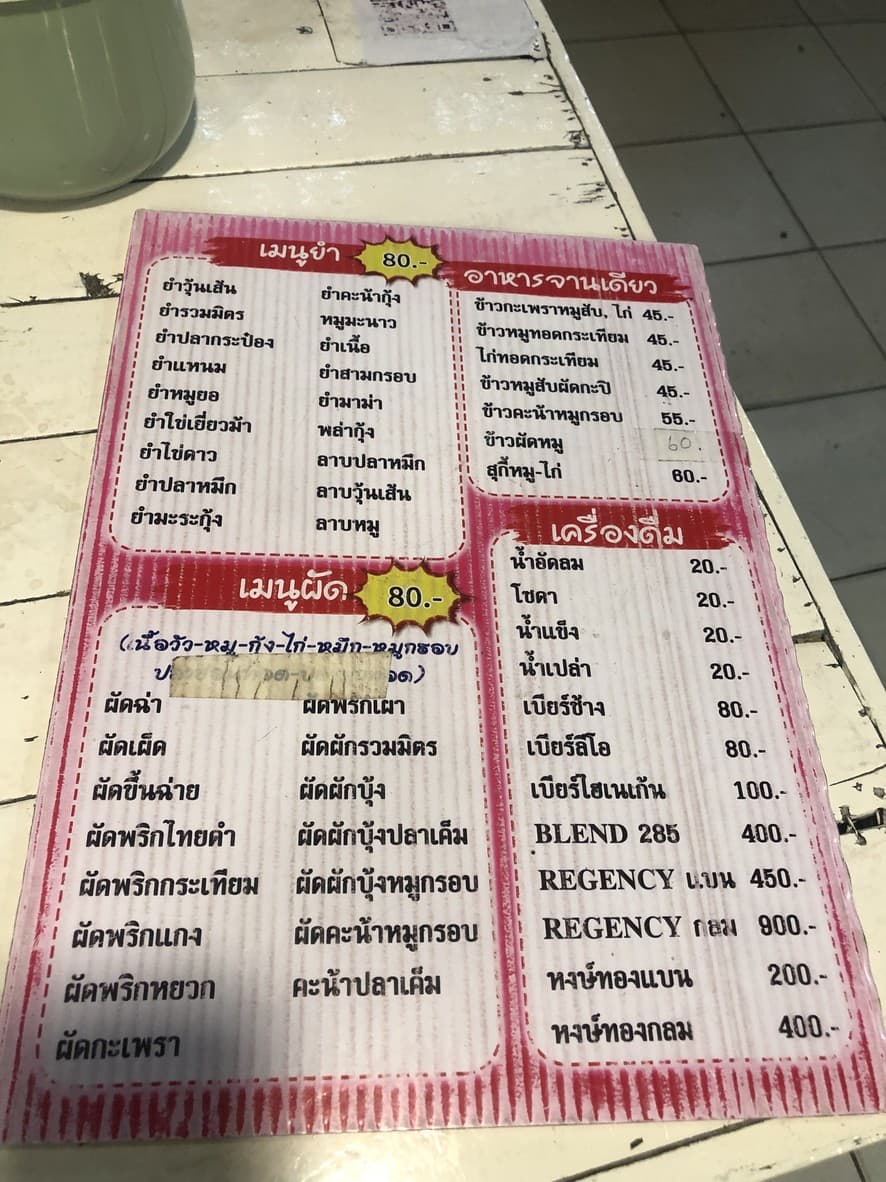 เมนูยำ 80.-
ยำวุ้นเส้น
ยำรวมมิตร
ยำปลากระป๋อง
ยำแหนม
ยำหมูยอ
ยำไข่เยี่ยวม้า
ยำไข่ดาว
ยำปลาหมึก
ยำมะระกุ้ง
ยำคะน้ากุ้ง
หมูมะนาว
ยำเนื้อ
ยำสามกรอบ
ยำมาม่า
พล่ากุ้ง
ลาบปลาหมึก
ลาบวุ้นเส้น
ลาบหมู
อาหารจานเดียว
ข้าวกะเพราหมูสับ, ไก่ 45.-
ข้าวหมูทอดกระเทียม 45.-
ไก่ทอดกระเทียม 45.-
ข้าวหมูสับผัดกะปิ 45.-
ข้าวคะน้าหมูกรอบ 55.-
ข้าวผัดหมู 60.
สุกี้หมู-ไก่ 60.-
เมนูผัด 80.-
(เนื้อวัว-หมู-กุ้ง-ไก่-หมึก-หมูกรอบ
ผัดฉ่า
ผัดเผ็ด
ผัดขึ้นฉ่าย
ผัดพริกไทยดำ
ผัดพริกกระเทียม
ผัดพริกแกง
ผัดพริกหยวก
ผัดกะเพรา
ผัดพริกเผา
ผัดผักรวมมิตร
ผัดผักบุ้ง
ผัดผักบุ้งปลาเค็ม
ผัดผักบุ้งหมูกรอบ
ผัดคะน้าหมูกรอบ
คะน้าปลาเค็ม
เครื่องดื่ม
น้ำอัดลม 20.-
โซดา 20.-
น้ำแข็ง 20.-
น้ำเปล่า 20.-
เบียร์ช้าง 80.-
เบียร์ลีโอ 80.-
เบียร์ไฮเนเก้น 100.-
BLEND 285 400.-
REGENCY แบน 450.-
REGENCY กลม 900.-
หงษ์ทองแบน 200.-
หงษ์ทองกลม 400.-